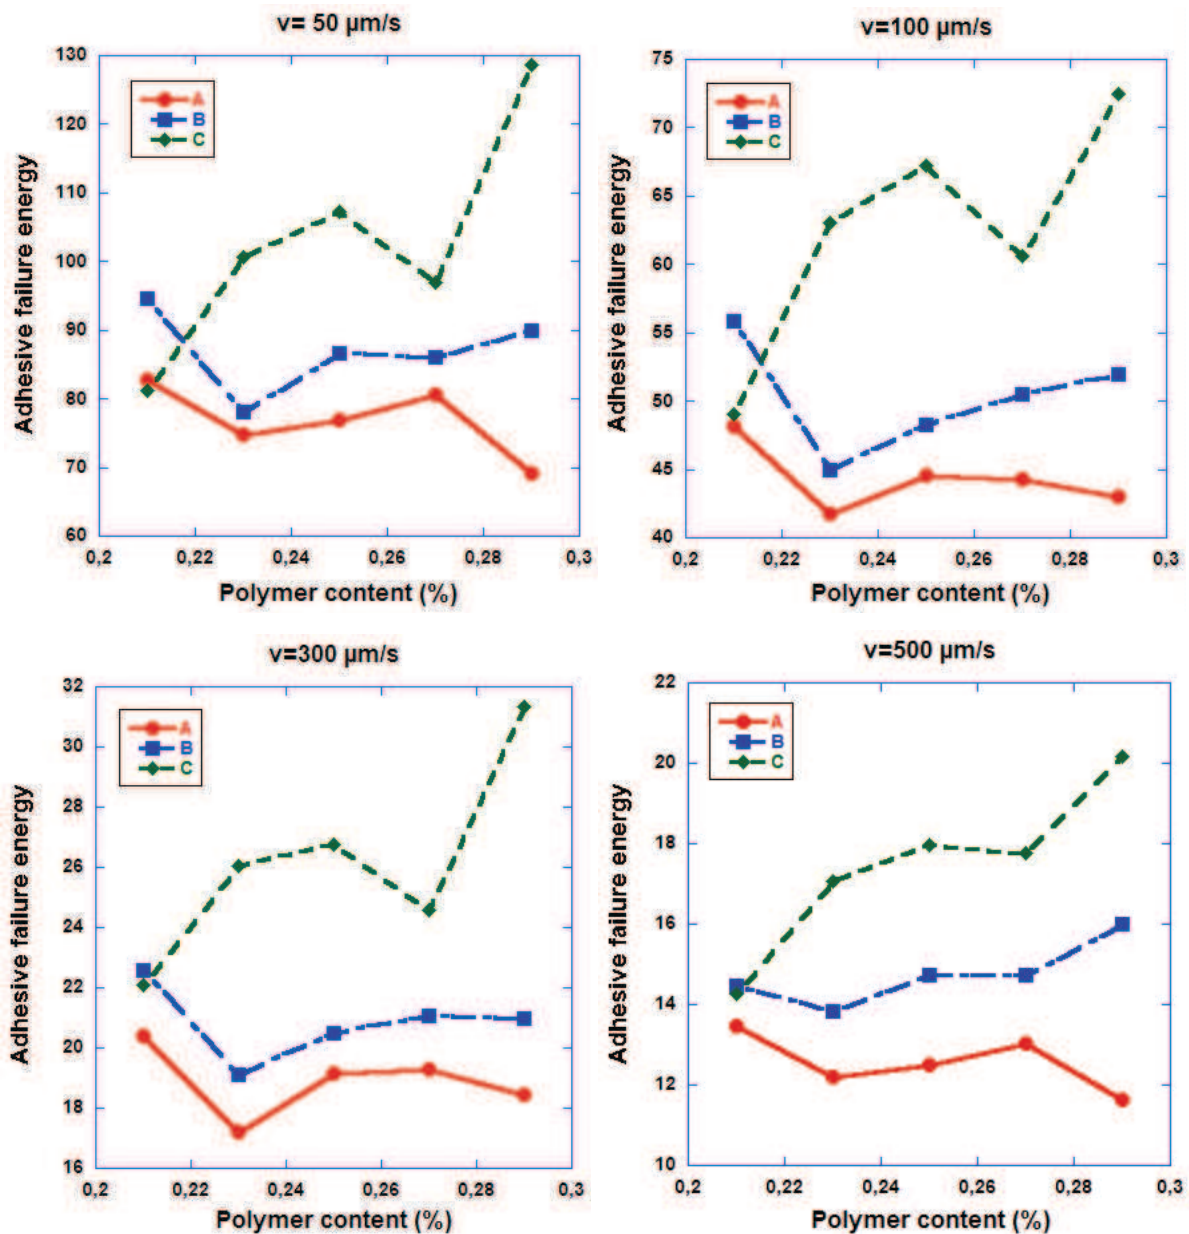 v= 50 µm/s
130
120
110
100
90
80
70
60
A
B
C
Adhesive failure energy
0,2
0,22
0,24
0,26
0,28
0,3
Polymer content (%)
v=100 µm/s
75
70
65
60
55
50
45
40
A
B
C
Adhesive failure energy
0,2
0,22
0,24
0,26
0,28
0,3
Polymer content (%)
v=300 µm/s
32
30
28
26
24
22
20
18
16
A
B
C
Adhesive failure energy
0,2
0,22
0,24
0,26
0,28
0,3
Polymer content (%)
v=500 µm/s
22
20
18
16
14
12
10
A
B
C
Adhesive failure energy
0,2
0,22
0,24
0,26
0,28
0,3
Polymer content (%)